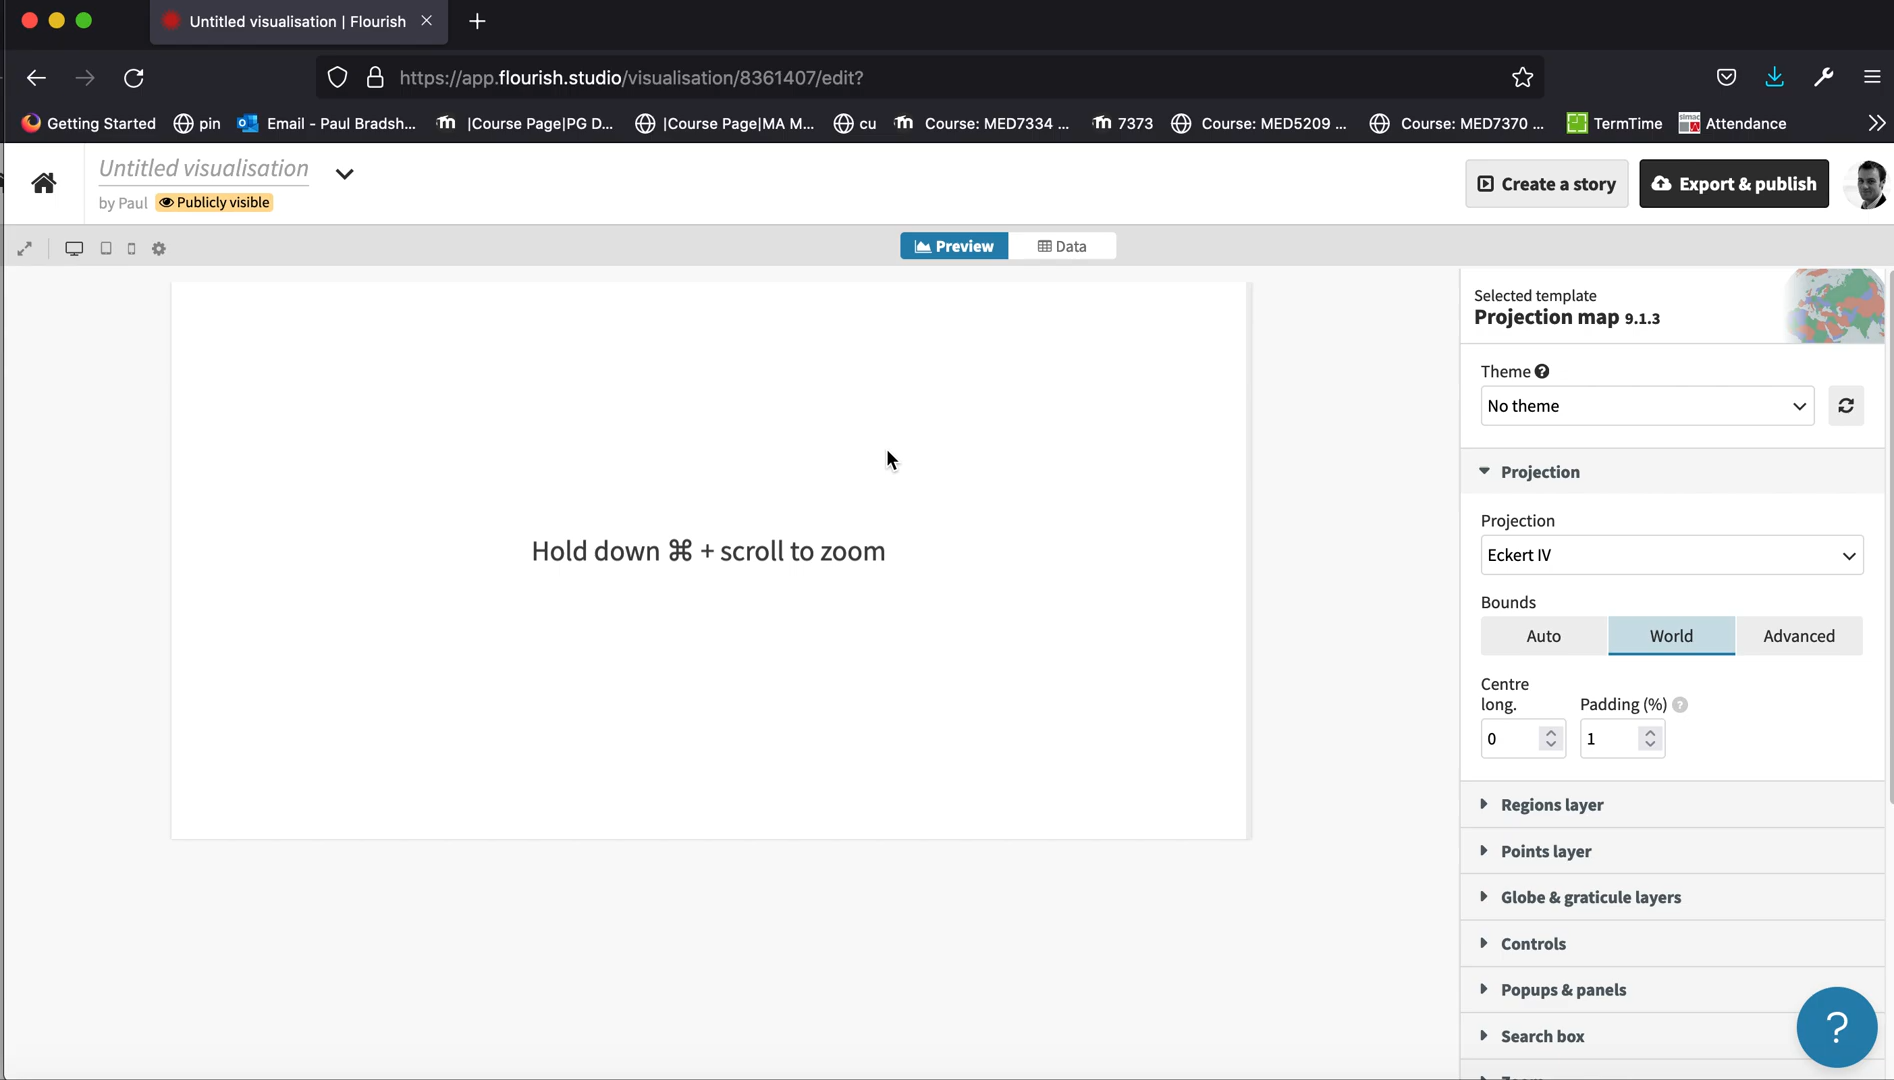 Untitled visualisation | Flourish
https://app.flourish.studio/visualisation/8361407/edit?
Getting Started
pin
Email - Paul Bradsh...
|Course Page|PG D...
|Course Page|MA M...
cu
Course: MED7334 ...
7373
Course: MED5209 ...
Course: MED7370 ...
TermTime
Attendance
Untitled visualisation
by Paul
Publicly visible
Create a story
Export & publish
Preview
Data
Hold down ⌘ + scroll to zoom
Selected template
Projection map 9.1.3
Theme
No theme
Projection
Projection
Eckert IV
Bounds
Auto
World
Advanced
Centre
long.
Padding (%)
0
1
Regions layer
Points layer
Globe & graticule layers
Controls
Popups & panels
Search box